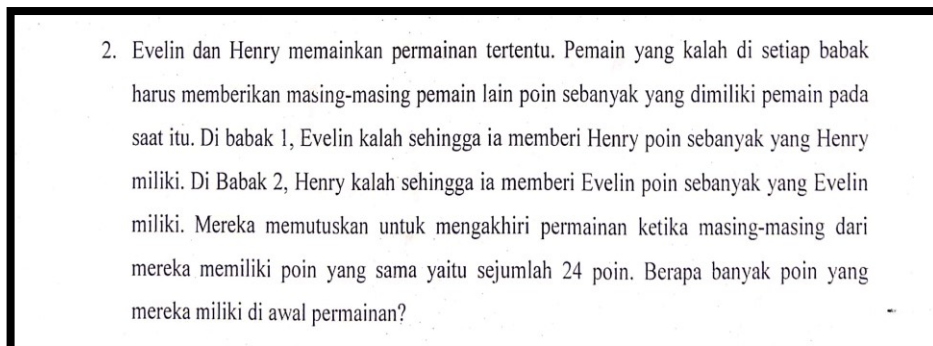 2. Evelin dan Henry memainkan permainan tertentu. Pemain yang kalah di setiap babak
harus memberikan masing-masing pemain lain poin sebanyak yang dimiliki pemain pada
saat itu. Di babak 1, Evelin kalah sehingga ia memberi Henry poin sebanyak yang Henry
miliki. Di Babak 2, Henry kalah sehingga ia memberi Evelin poin sebanyak yang Evelin
miliki. Mereka memutuskan untuk mengakhiri permainan ketika masing-masing dari
mereka memiliki poin yang sama yaitu sejumlah 24 poin. Berapa banyak poin yang
mereka miliki di awal permainan?